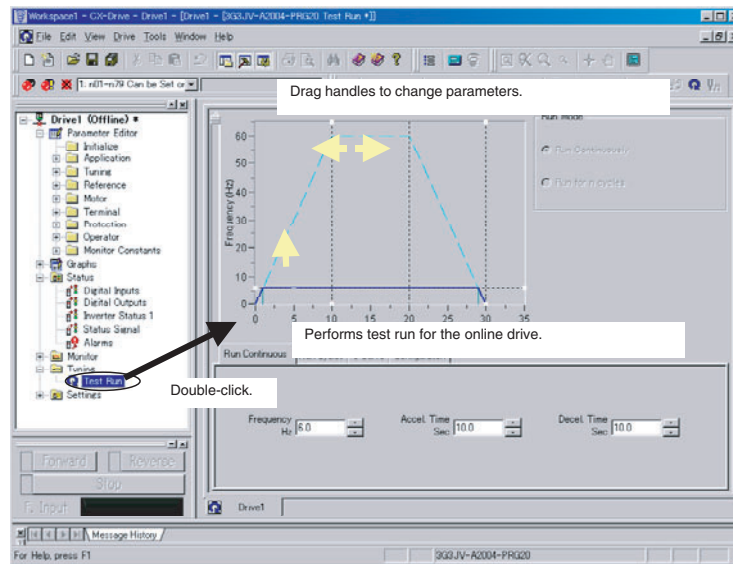 Workspace1 - CX-Drive - Drive1 - [Drive1 - [3G3JV-A2004-PRG20 Test Run *]]
File Edit View Drive Tools Window Help
1: n01~n79 Can be Set or
Drag handles to change parameters.
Drive1 (Offline) *
Parameter Editor
Initialize
Application
Tuning
Reference
Motor
Terminal
Protection
Operator
Monitor Constants
Graphs
Status
Digital Inputs
Digital Outputs
Inverter Status 1
Status Signal
Alarms
Monitor
Tuning
Test Run
Settings
Double-click.
Forward
Reverse
Stop
F. Input
Frequency (Hz)
60
50
40
30
20
10
0
0 5 10 15 20 25 30 35
Run mode
Run Continuously
Run for n cycles
Performs test run for the online drive.
Run Continuous
Frequency
Hz
6.0
Accel. Time
Sec
10.0
Decel. Time
Sec
10.0
Drive1
Message History
For Help, press F1
3G3JV-A2004-PRG20